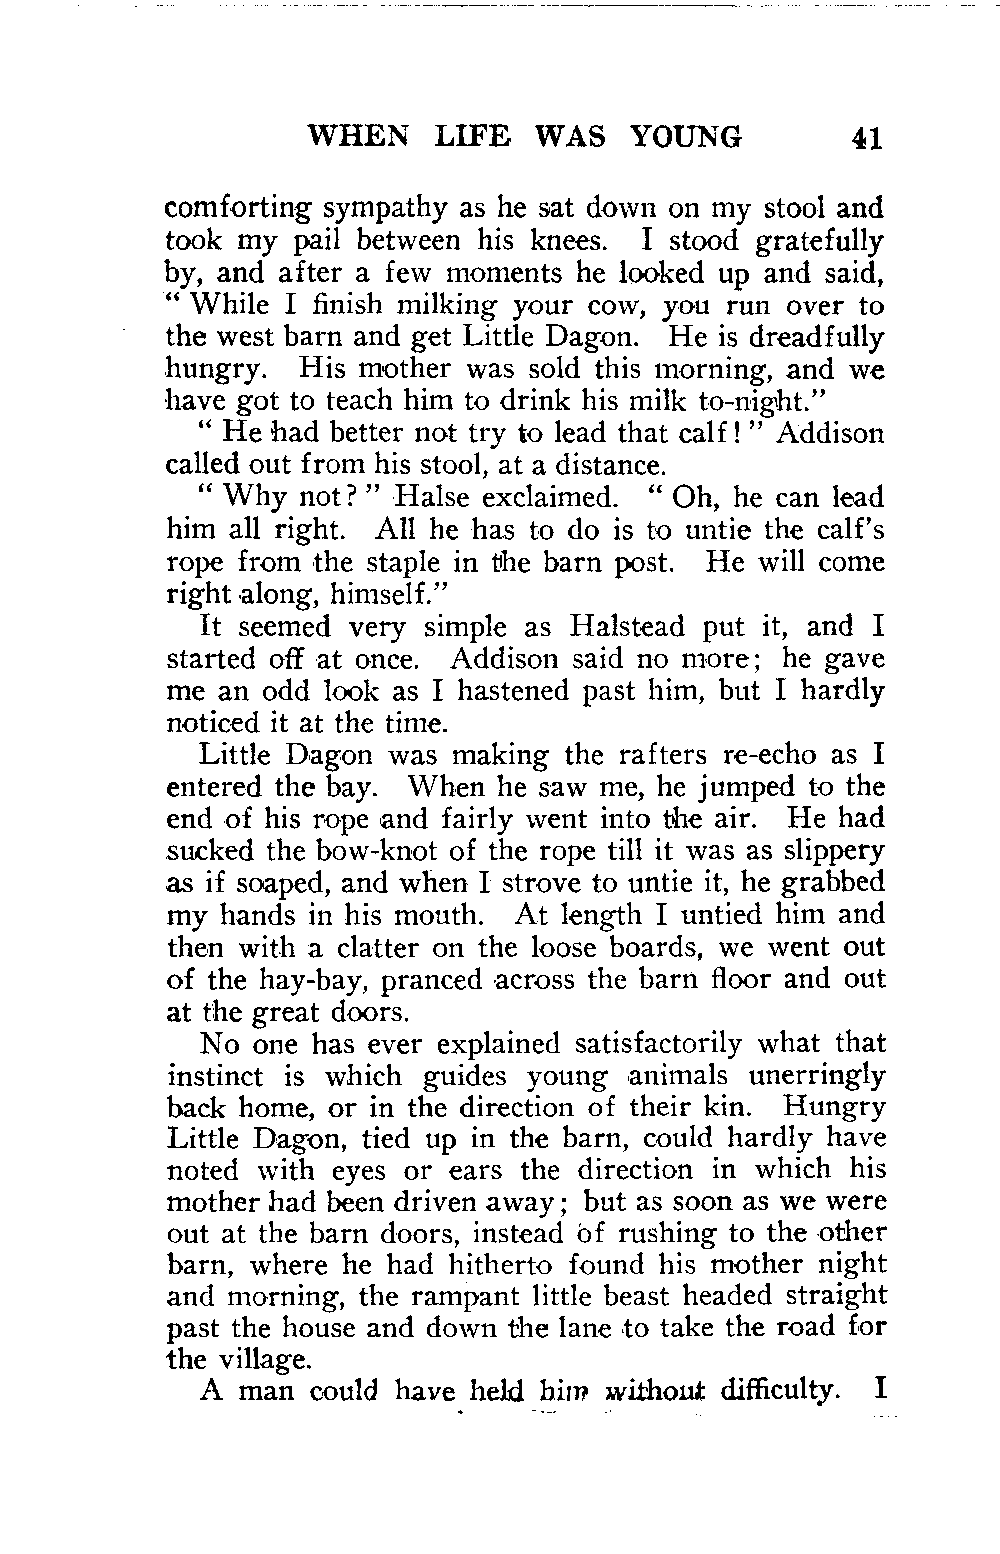 WHEN LIFE WAS YOUNG 41
comforting sympathy as he sat down on my stool and
took my pail between his knees. I stood gratefully
by, and after a few moments he looked up and said,
“ While I finish milking your cow, you run over to
the west barn and get Little Dagon. He is dreadfully
hungry. His mother was sold this morning, and we
have got to teach him to drink his milk to-night.”
“ He had better not try to lead that calf! ” Addison
called out from his stool, at a distance.
“ Why not? ” Halse exclaimed. “ Oh, he can lead
him all right. All he has to do is to untie the calf's
rope from the staple in the barn post. He will come
right along, himself.”
It seemed very simple as Halstead put it, and I
started off at once. Addison said no more; he gave
me an odd look as I hastened past him, but I hardly
noticed it at the time.
Little Dagon was making the rafters re-echo as I
entered the bay. When he saw me, he jumped to the
end of his rope and fairly went into the air. He had
sucked the bow-knot of the rope till it was as slippery
as if soaped, and when I strove to untie it, he grabbed
my hands in his mouth. At length I untied him and
then with a clatter on the loose boards, we went out
of the hay-bay, pranced across the barn floor and out
at the great doors.
No one has ever explained satisfactorily what that
instinct is which guides young animals unerringly
back home, or in the direction of their kin. Hungry
Little Dagon, tied up in the barn, could hardly have
noted with eyes or ears the direction in which his
mother had been driven away; but as soon as we were
out at the barn doors, instead of rushing to the other
barn, where he had hitherto found his mother night
and morning, the rampant little beast headed straight
past the house and down the lane to take the road for
the village.
A man could have held him without difficulty. I